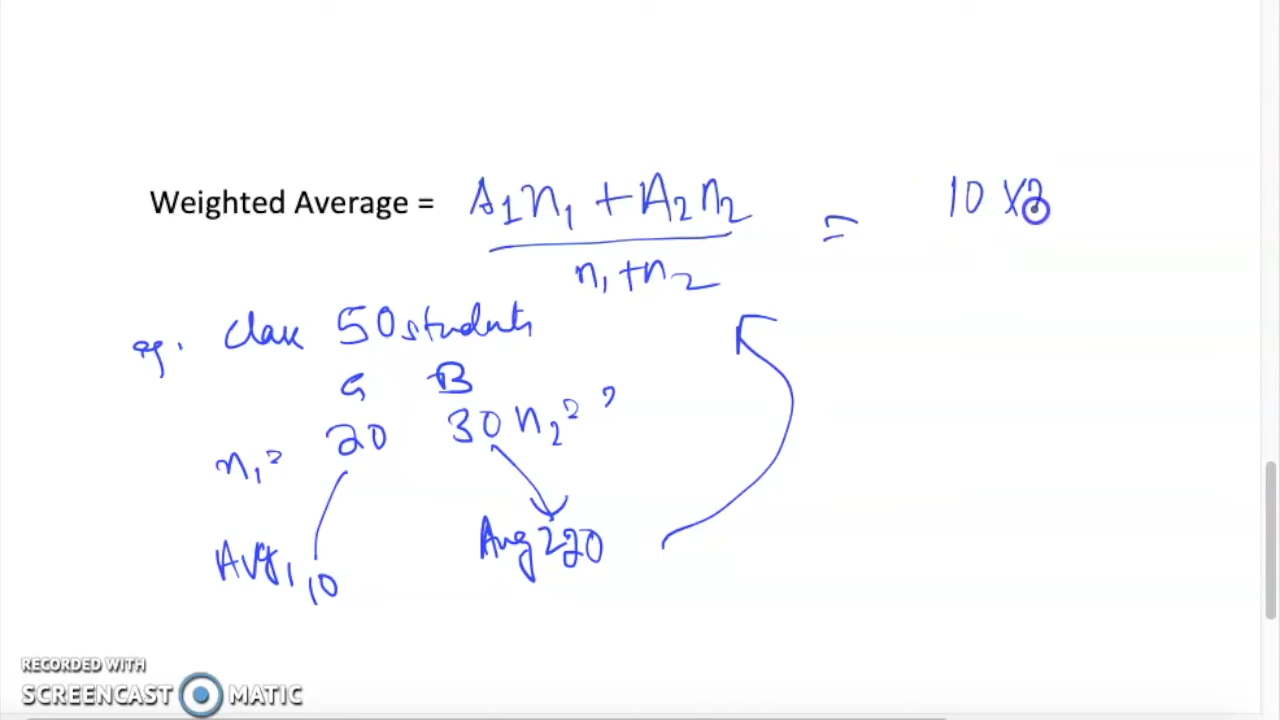 Weighted Average = A1n1 + A2n2 = 10 x2
n1 + n2
eg. Class 50 students
G B
n1 = 20 30 n2 =
Avg1 10 Avg2 20
RECORDED WITH
SCREENCAST MATIC